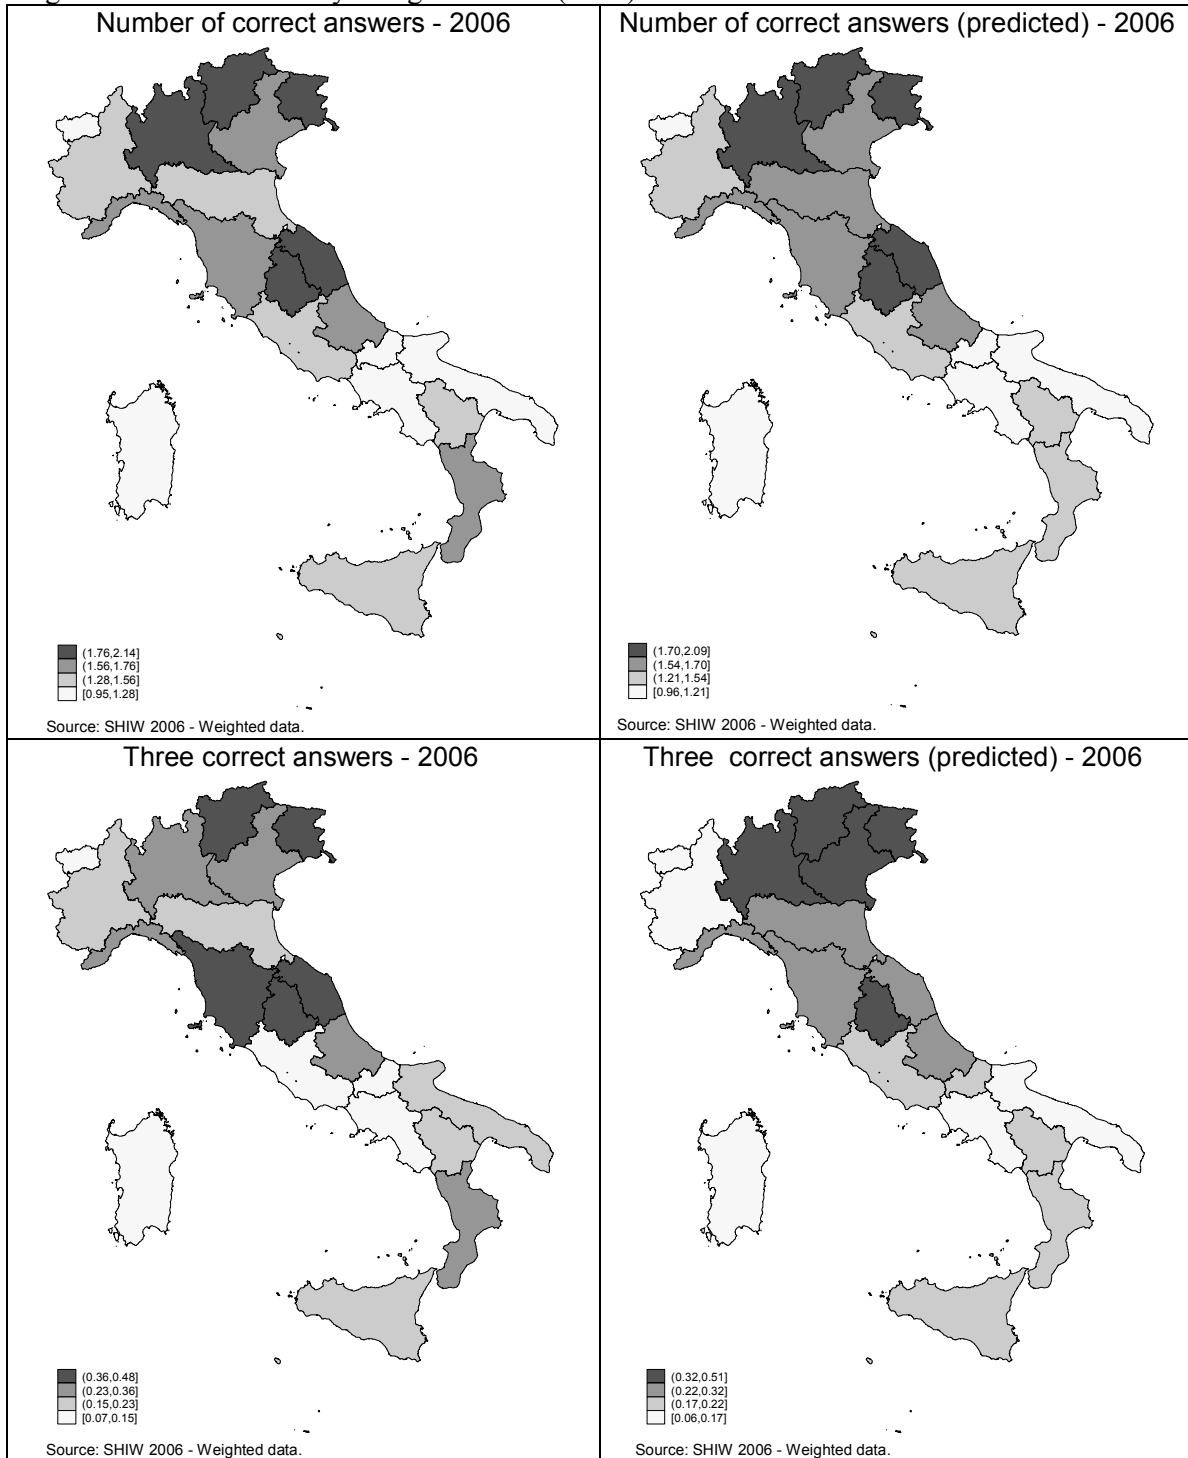 Number of correct answers - 2006
(1.76,2.14]
(1.56,1.76]
(1.28,1.56]
[0.95,1.28]
Source: SHIW 2006 - Weighted data.
Number of correct answers (predicted) - 2006
(1.70,2.09]
(1.54,1.70]
(1.21,1.54]
[0.96,1.21]
Source: SHIW 2006 - Weighted data.
Three correct answers - 2006
(0.36,0.48]
(0.23,0.36]
(0.15,0.23]
[0.07,0.15]
Source: SHIW 2006 - Weighted data.
Three correct answers (predicted) - 2006
(0.32,0.51]
(0.22,0.32]
(0.17,0.22]
[0.06,0.17]
Source: SHIW 2006 - Weighted data.